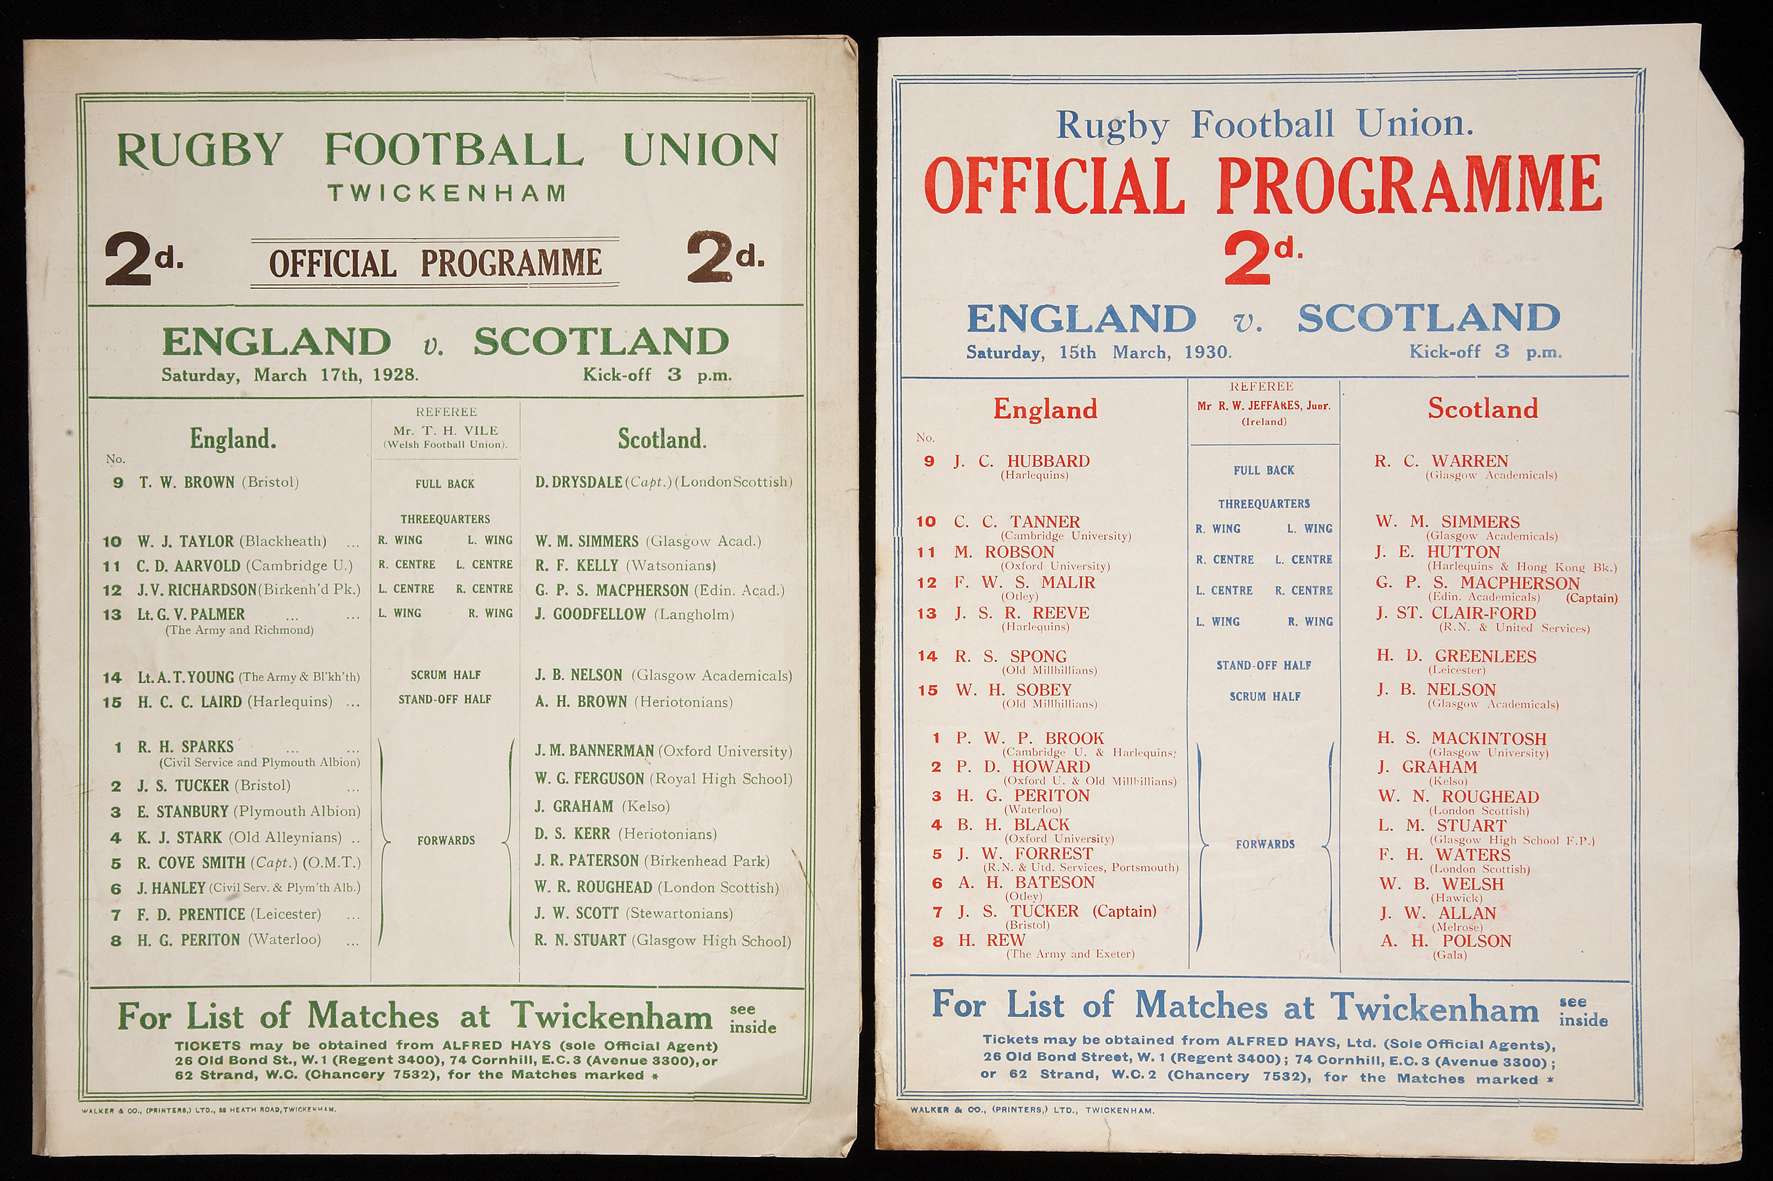 RUGBY FOOTBALL UNION
TWICKENHAM
2d. OFFICIAL PROGRAMME 2d.
ENGLAND v. SCOTLAND
Saturday, March 17th, 1928. Kick-off 3 p.m.
REFEREE
Mr. T. H. VILE
(Welsh Football Union).
England. Scotland.
No.
9 T. W. BROWN (Bristol) FULL BACK D. DRYSDALE (Capt.) (London Scottish)
THREEQUARTERS
10 W. J. TAYLOR (Blackheath) ... R. WING L. WING W. M. SIMMERS (Glasgow Acad.)
11 C. D. AARVOLD (Cambridge U.) R. CENTRE L. CENTRE R. F. KELLY (Watsonians)
12 J. V. RICHARDSON (Birkenh'd Pk.) L. CENTRE R. CENTRE G. P. S. MACPHERSON (Edin. Acad.)
13 Lt. G. V. PALMER ... ... L. WING R. WING J. GOODFELLOW (Langholm)
(The Army and Richmond)
14 Lt. A. T. YOUNG (The Army & Bl'kh'th) SCRUM HALF J. B. NELSON (Glasgow Academicals)
15 H. C. C. LAIRD (Harlequins) ... STAND-OFF HALF A. H. BROWN (Heriotonians)
1 R. H. SPARKS ... ... J. M. BANNERMAN (Oxford University)
(Civil Service and Plymouth Albion)
2 J. S. TUCKER (Bristol) ... W. G. FERGUSON (Royal High School)
3 E. STANBURY (Plymouth Albion) J. GRAHAM (Kelso)
4 K. J. STARK (Old Alleynians) .. FORWARDS D. S. KERR (Heriotonians)
5 R. COVE SMITH (Capt.) (O.M.T.) J. R. PATERSON (Birkenhead Park)
6 J. HANLEY (Civil Serv. & Plym'th Alb.) W. R. ROUGHEAD (London Scottish)
7 F. D. PRENTICE (Leicester) ... J. W. SCOTT (Stewartonians)
8 H. G. PERITON (Waterloo) ... R. N. STUART (Glasgow High School)
For List of Matches at Twickenham see inside
TICKETS may be obtained from ALFRED HAYS (sole Official Agent)
26 Old Bond St., W.1 (Regent 3400), 74 Cornhill, E.C.3 (Avenue 3300), or
62 Strand, W.C. (Chancery 7532), for the Matches marked *
WALKER & CO., (PRINTERS,) LTD., 58 HEATH ROAD, TWICKENHAM.
Rugby Football Union.
OFFICIAL PROGRAMME
2d.
ENGLAND v. SCOTLAND
Saturday, 15th March, 1930. Kick-off 3 p.m.
REFEREE
Mr R. W. JEFFARES, Junr.
(Ireland)
England Scotland
No.
9 J. C. HUBBARD FULL BACK R. C. WARREN
(Harlequins) (Glasgow Academicals)
THREEQUARTERS
10 C. C. TANNER R. WING L. WING W. M. SIMMERS
(Cambridge University) (Glasgow Academicals)
11 M. ROBSON R. CENTRE L. CENTRE J. E. HUTTON
(Oxford University) (Harlequins & Hong Kong Bk.)
12 F. W. S. MALIR L. CENTRE R. CENTRE G. P. S. MACPHERSON
(Otley) (Edin. Academicals) (Captain)
13 J. S. R. REEVE L. WING R. WING J. ST. CLAIR-FORD
(Harlequins) (R.N. & United Services)
14 R. S. SPONG STAND-OFF HALF H. D. GREENLEES
(Old Millhillians) (Leicester)
15 W. H. SOBEY SCRUM HALF J. B. NELSON
(Old Millhillians) (Glasgow Academicals)
1 P. W. P. BROOK H. S. MACKINTOSH
(Cambridge U. & Harlequins) (Glasgow University)
2 P. D. HOWARD J. GRAHAM
(Oxford U. & Old Millhillians) (Kelso)
3 H. G. PERITON W. N. ROUGHEAD
(Waterloo) (London Scottish)
4 B. H. BLACK L. M. STUART
(Oxford University) FORWARDS (Glasgow High School F.P.)
5 J. W. FORREST F. H. WATERS
(R.N. & Utd. Services, Portsmouth) (London Scottish)
6 A. H. BATESON W. B. WELSH
(Otley) (Hawick)
7 J. S. TUCKER (Captain) J. W. ALLAN
(Bristol) (Melrose)
8 H. REW A. H. POLSON
(The Army and Exeter) (Gala)
For List of Matches at Twickenham see inside
Tickets may be obtained from ALFRED HAYS, Ltd. (Sole Official Agents),
26 Old Bond Street, W. 1 (Regent 3400); 74 Cornhill, E.C. 3 (Avenue 3300);
or 62 Strand, W.C. 2 (Chancery 7532), for the Matches marked *
WALKER & CO., (PRINTERS,) LTD., TWICKENHAM.